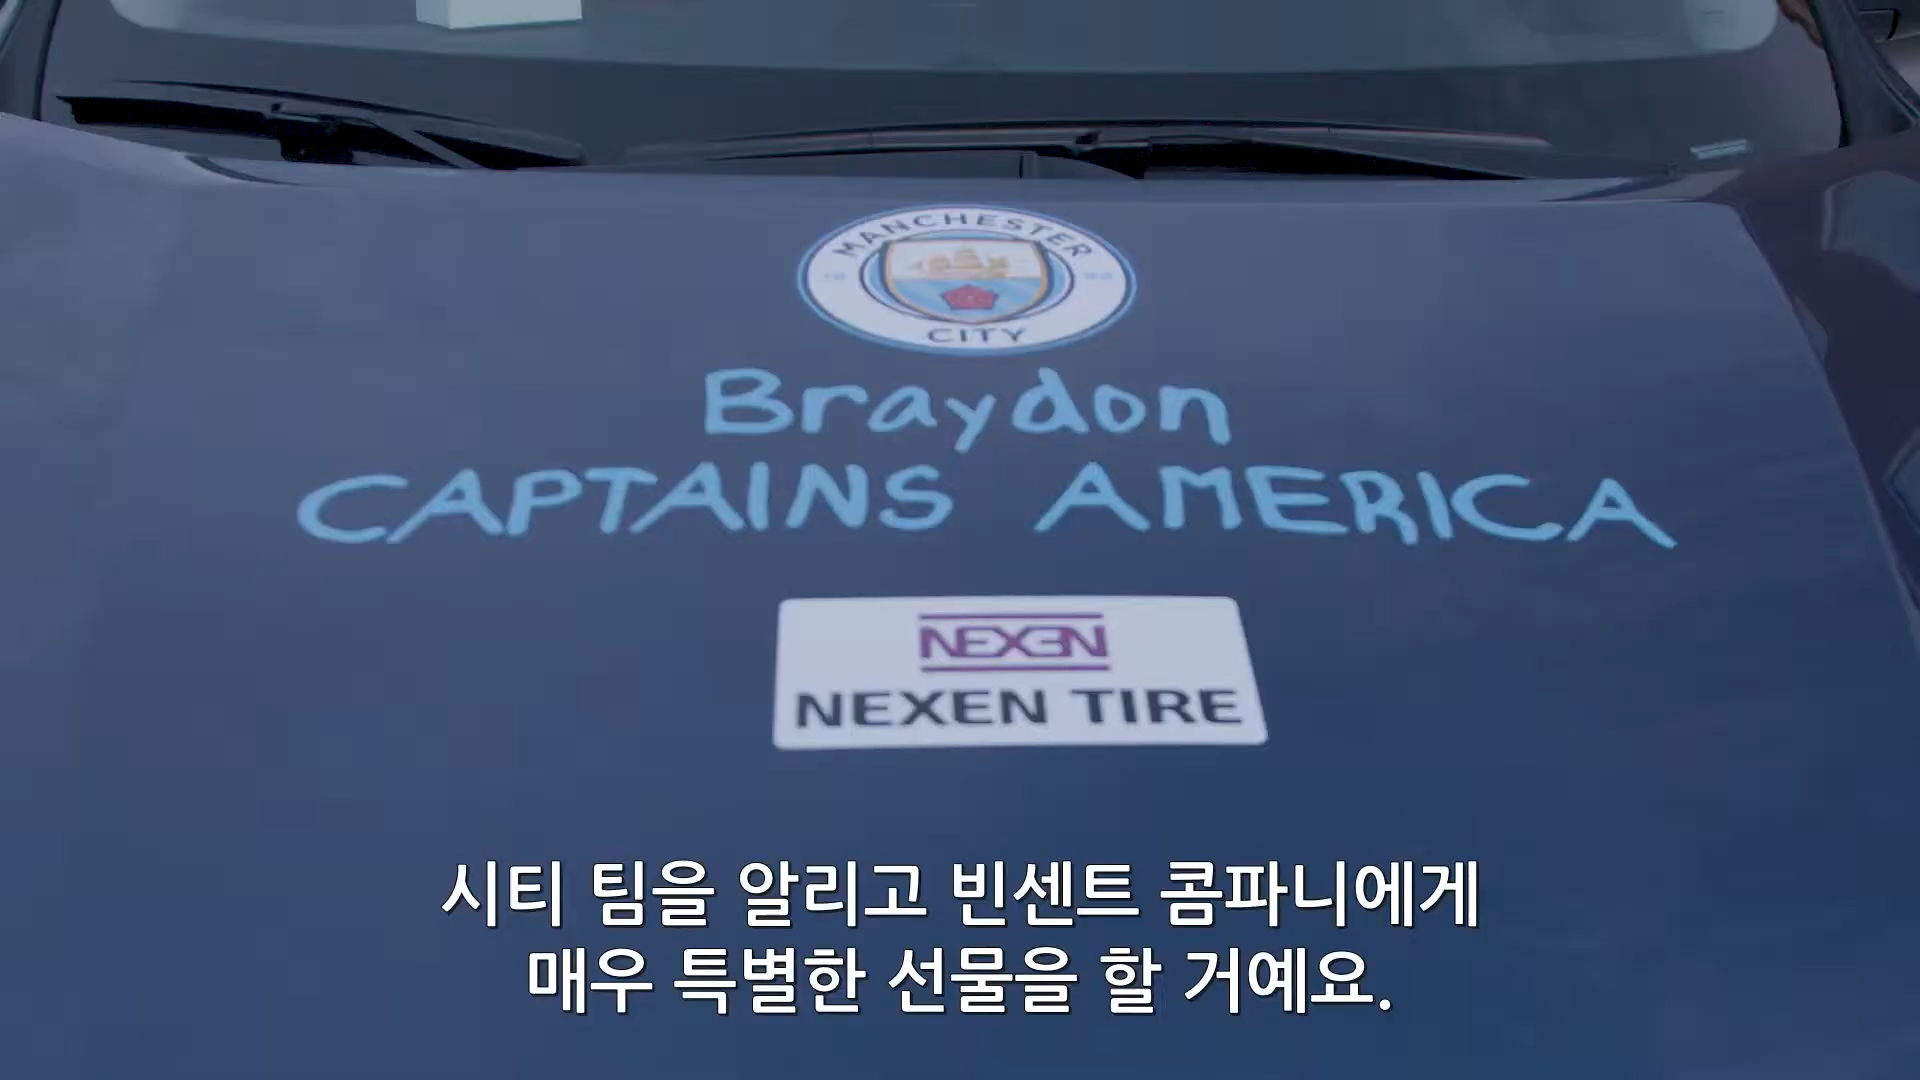 MANCHESTER
CITY
Braydon
CAPTAINS AMERICA
NEXEN
NEXEN TIRE
시티 팀을 알리고 빈센트 콤파니에게
매우 특별한 선물을 할 거예요.